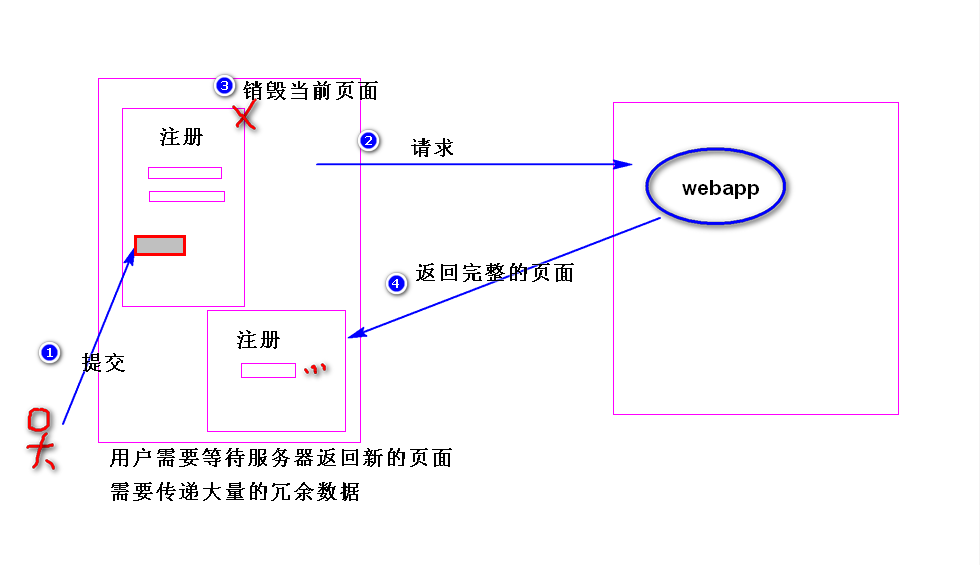 3 销毁当前页面
注册
2 请求
webapp
4 返回完整的页面
注册
1 提交
用户需要等待服务器返回新的页面
需要传递大量的冗余数据